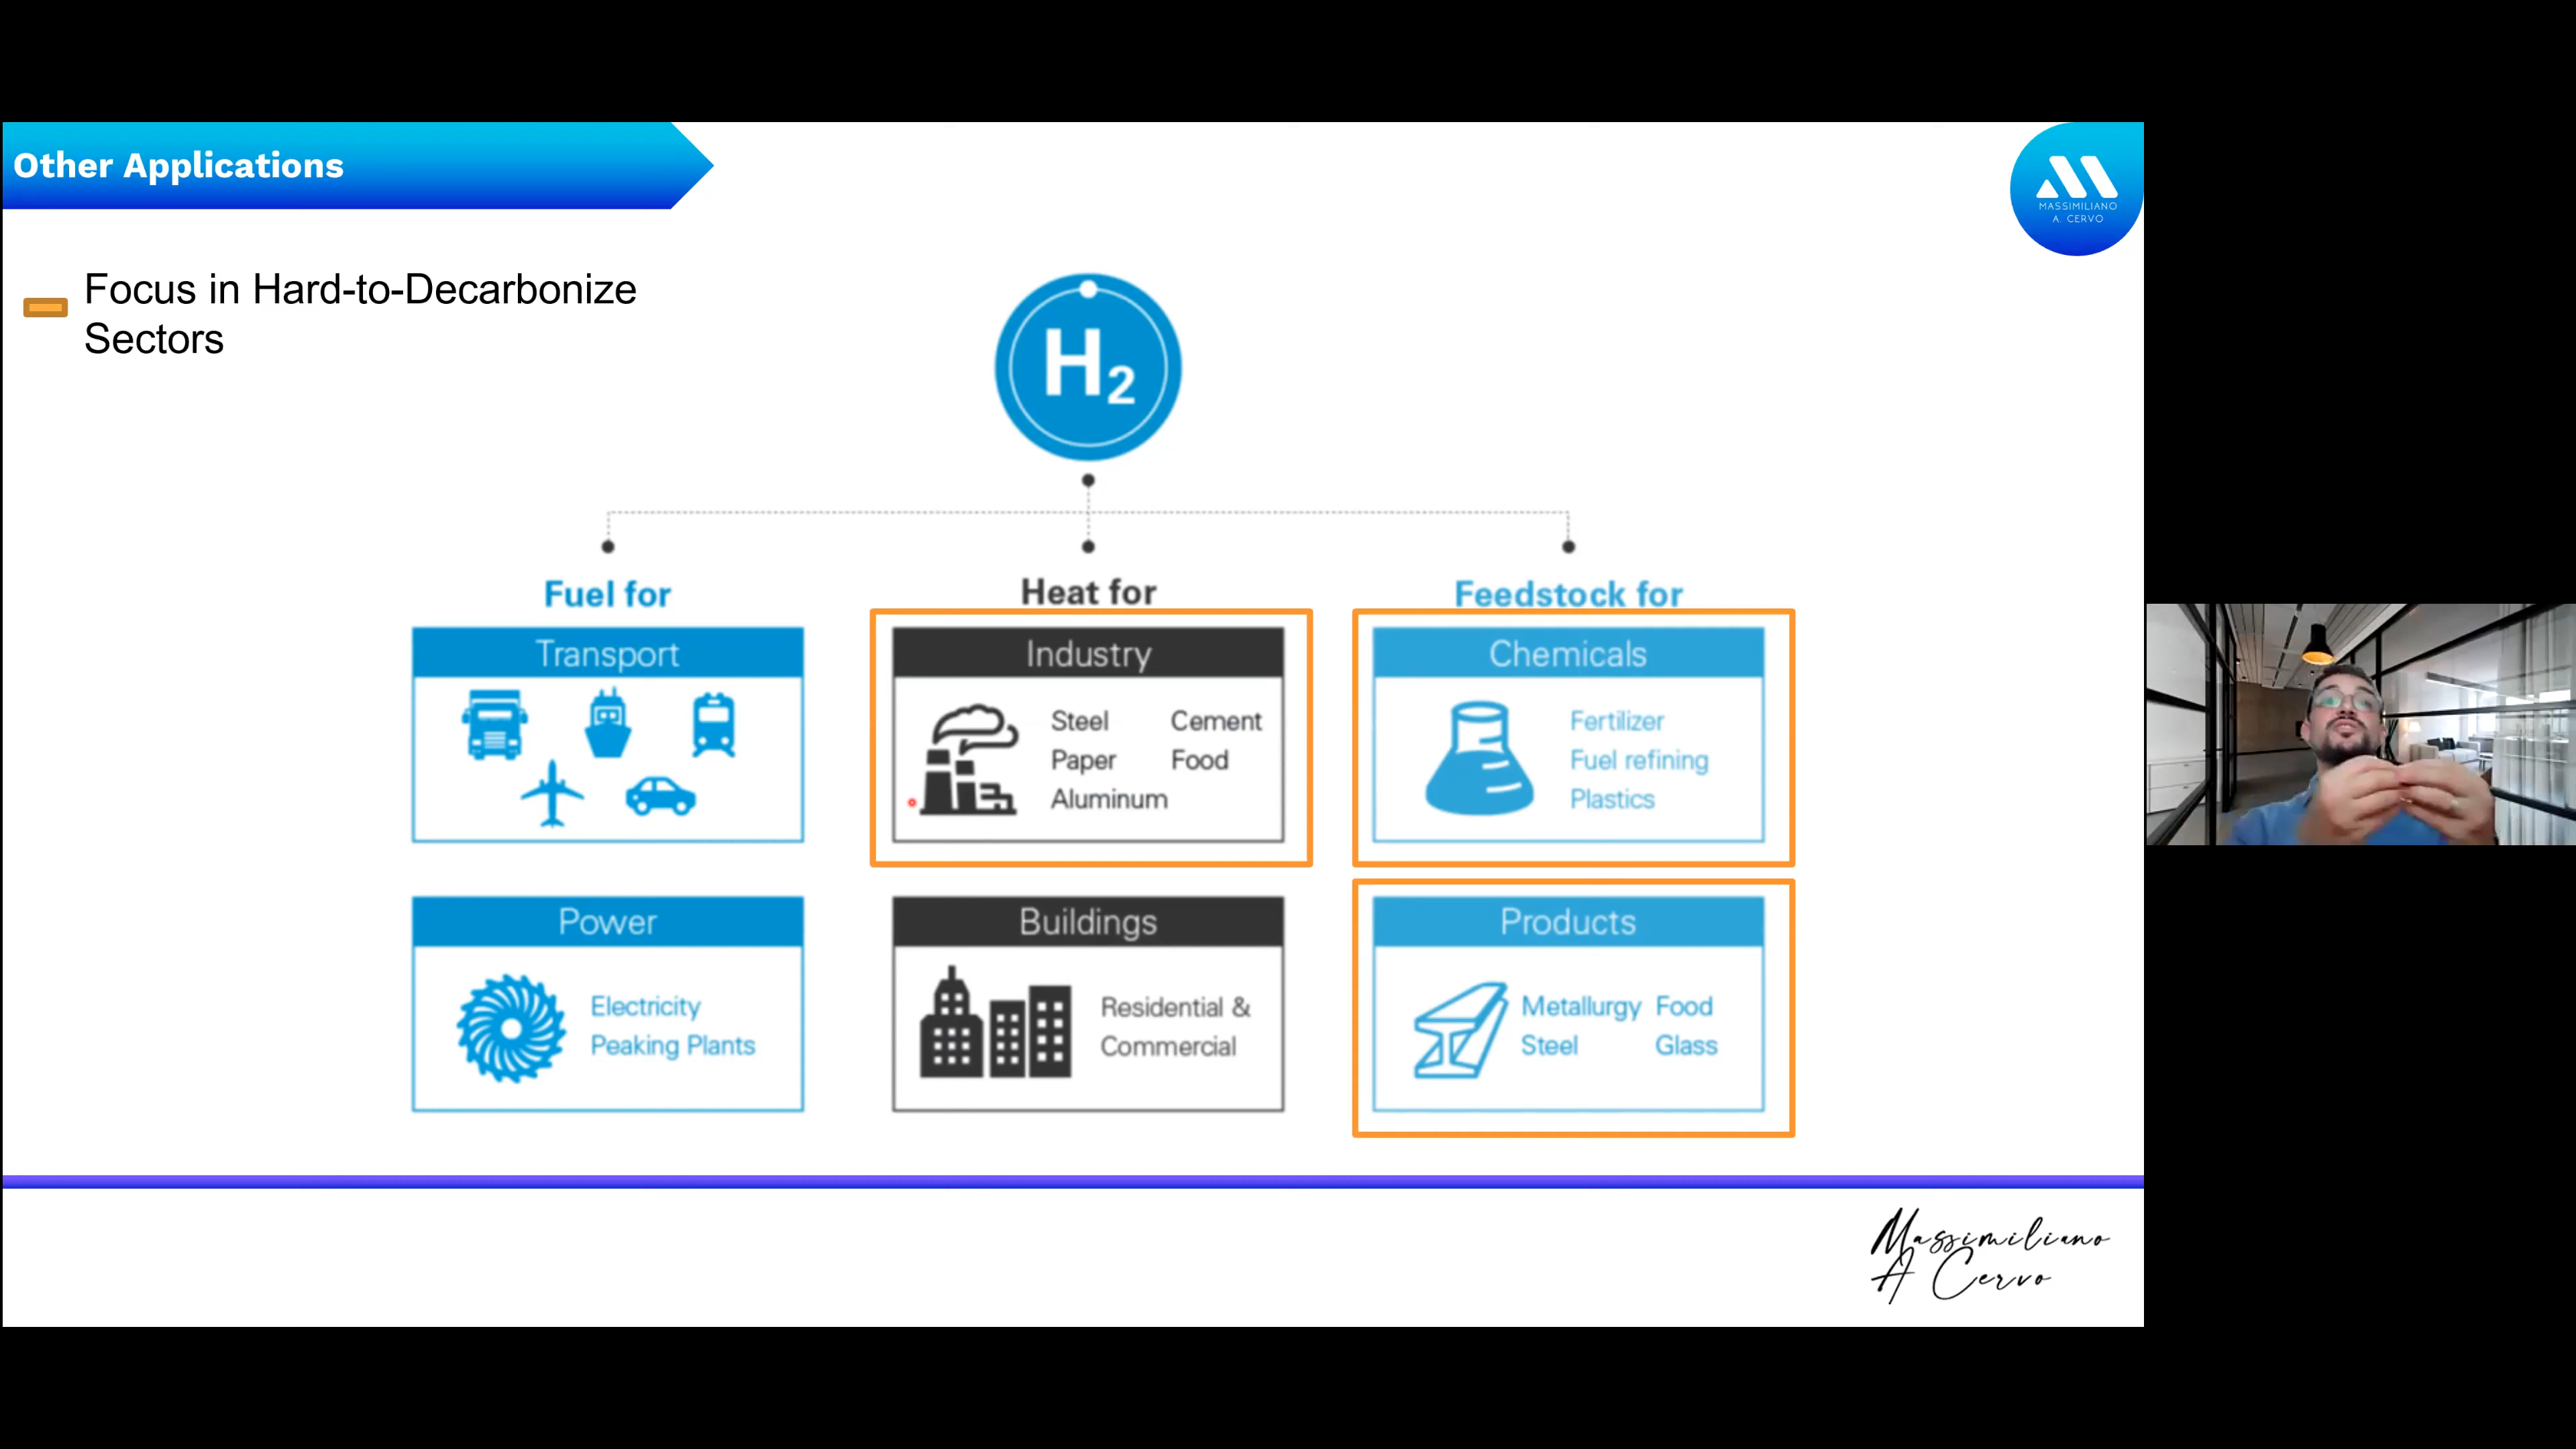 Other Applications
MASSIMILIANO
A. CERVO
Focus in Hard-to-Decarbonize
Sectors
H2
Fuel for
Transport
Power
Electricity
Peaking Plants
Heat for
Industry
Steel Cement
Paper Food
Aluminum
Buildings
Residential &
Commercial
Feedstock for
Chemicals
Fertilizer
Fuel refining
Plastics
Products
Metallurgy Food
Steel Glass
Massimiliano
A Cervo